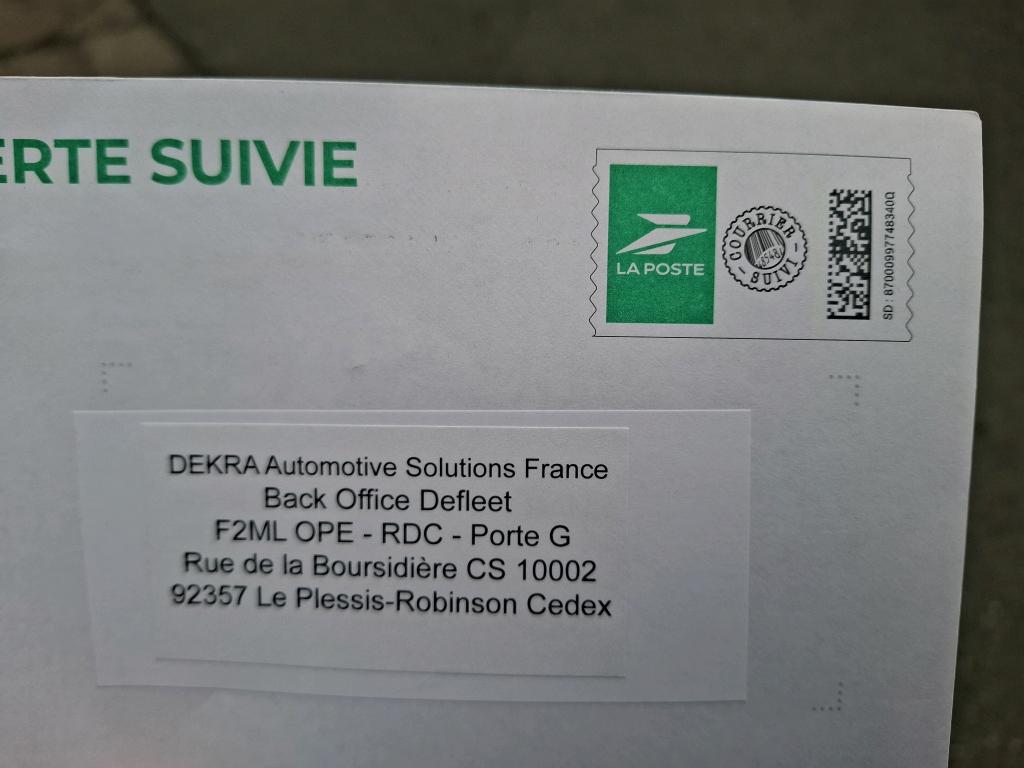 ERTE SUIVIE
LA POSTE
COURRIER
SUIVI
SD : 87000997748340Q
DEKRA Automotive Solutions France
Back Office Defleet
F2ML OPE - RDC - Porte G
Rue de la Boursidière CS 10002
92357 Le Plessis-Robinson Cedex